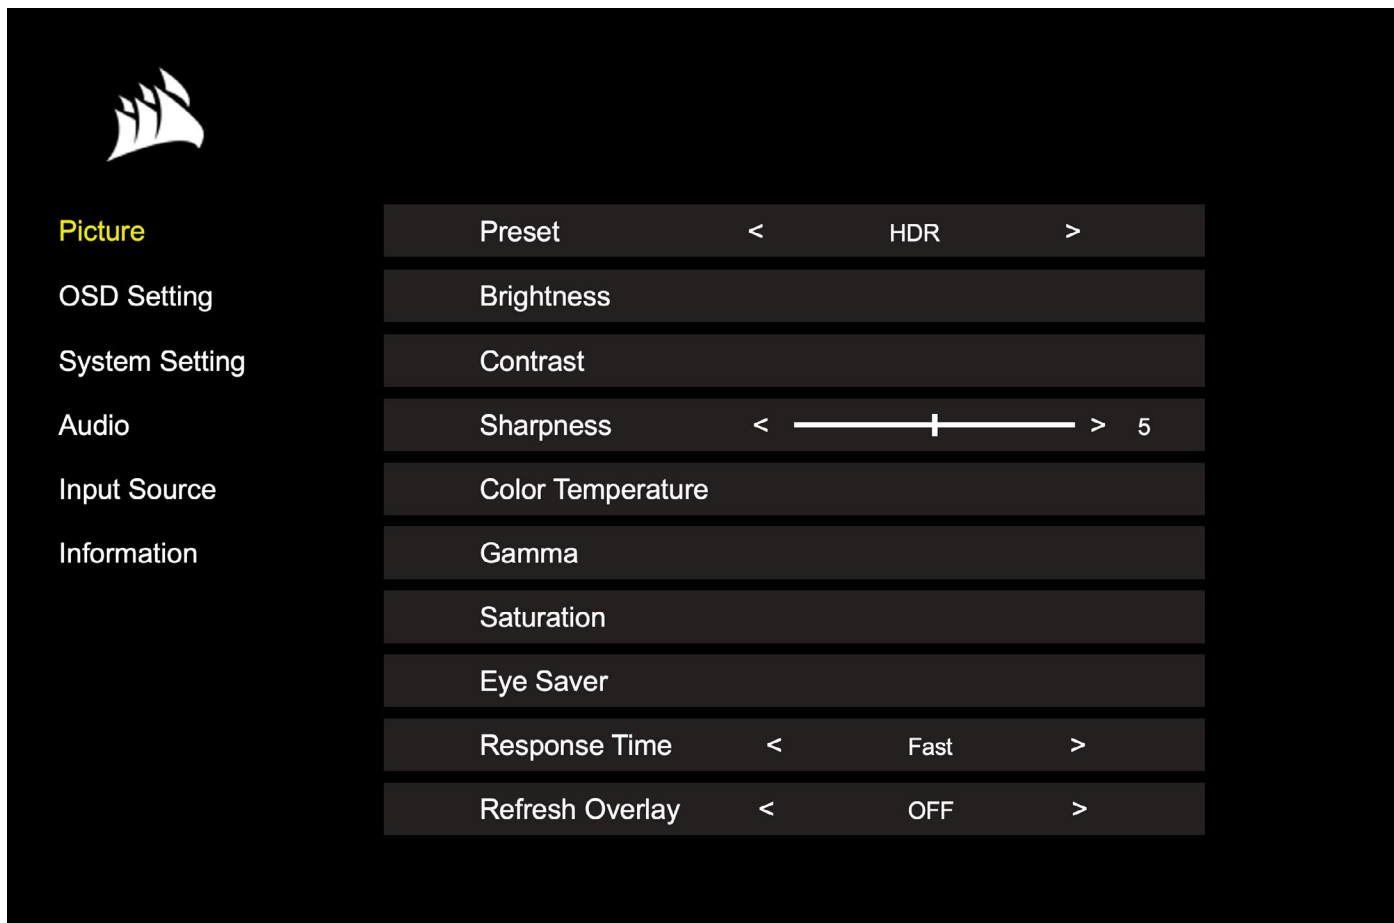 Picture
Preset < HDR >
OSD Setting
Brightness
System Setting
Contrast
Audio
Sharpness < > 5
Input Source
Color Temperature
Information
Gamma
Saturation
Eye Saver
Response Time < Fast >
Refresh Overlay < OFF >